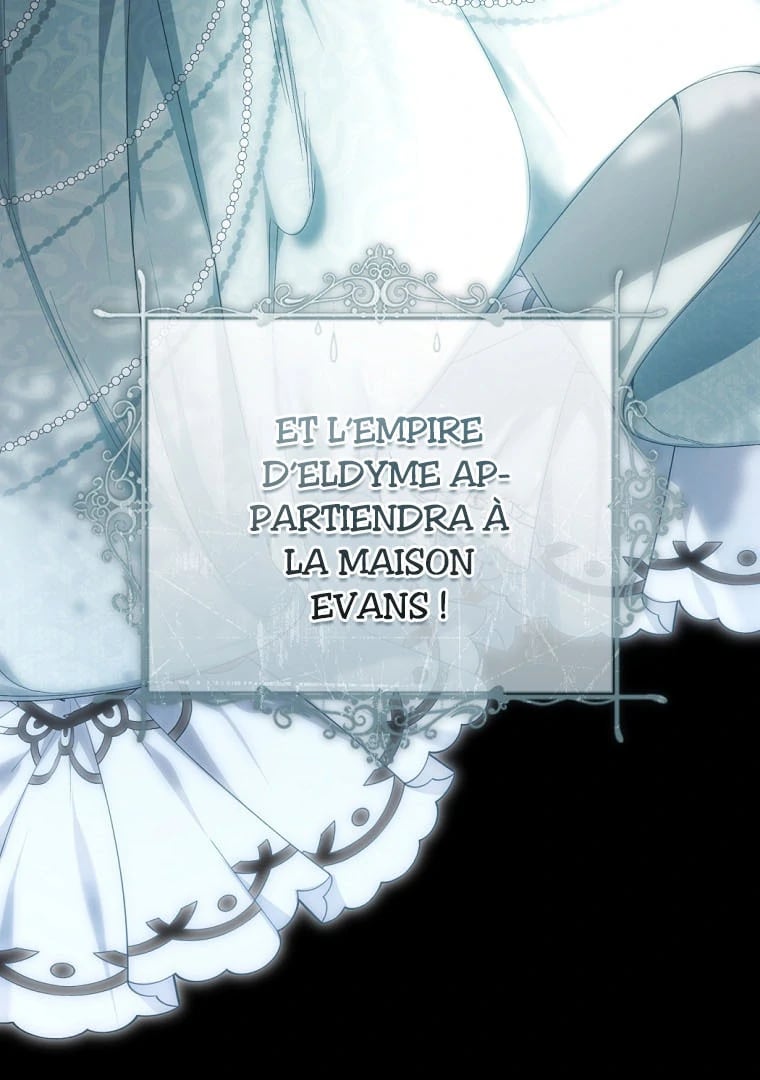 ET L'EMPIRE
D'ELDYME AP-
PARTIENDRA À
LA MAISON
EVANS !